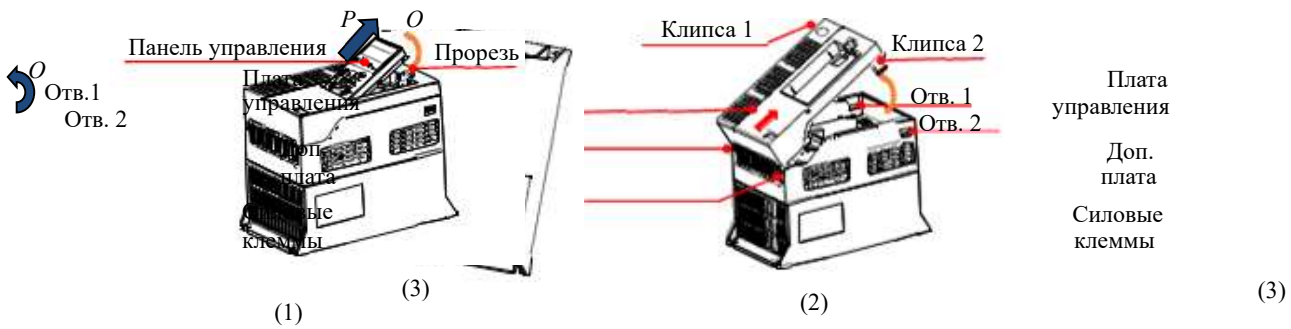 P
O
Панель управления
Прорезь
O
Отв.1
Отв. 2
Плата
управления
Доп.
плата
Силовые
клеммы
(3)
(1)
Клипса 1
Клипса 2
Отв. 1
Отв. 2
(2)
Плата
управления
Доп.
плата
Силовые
клеммы
(3)